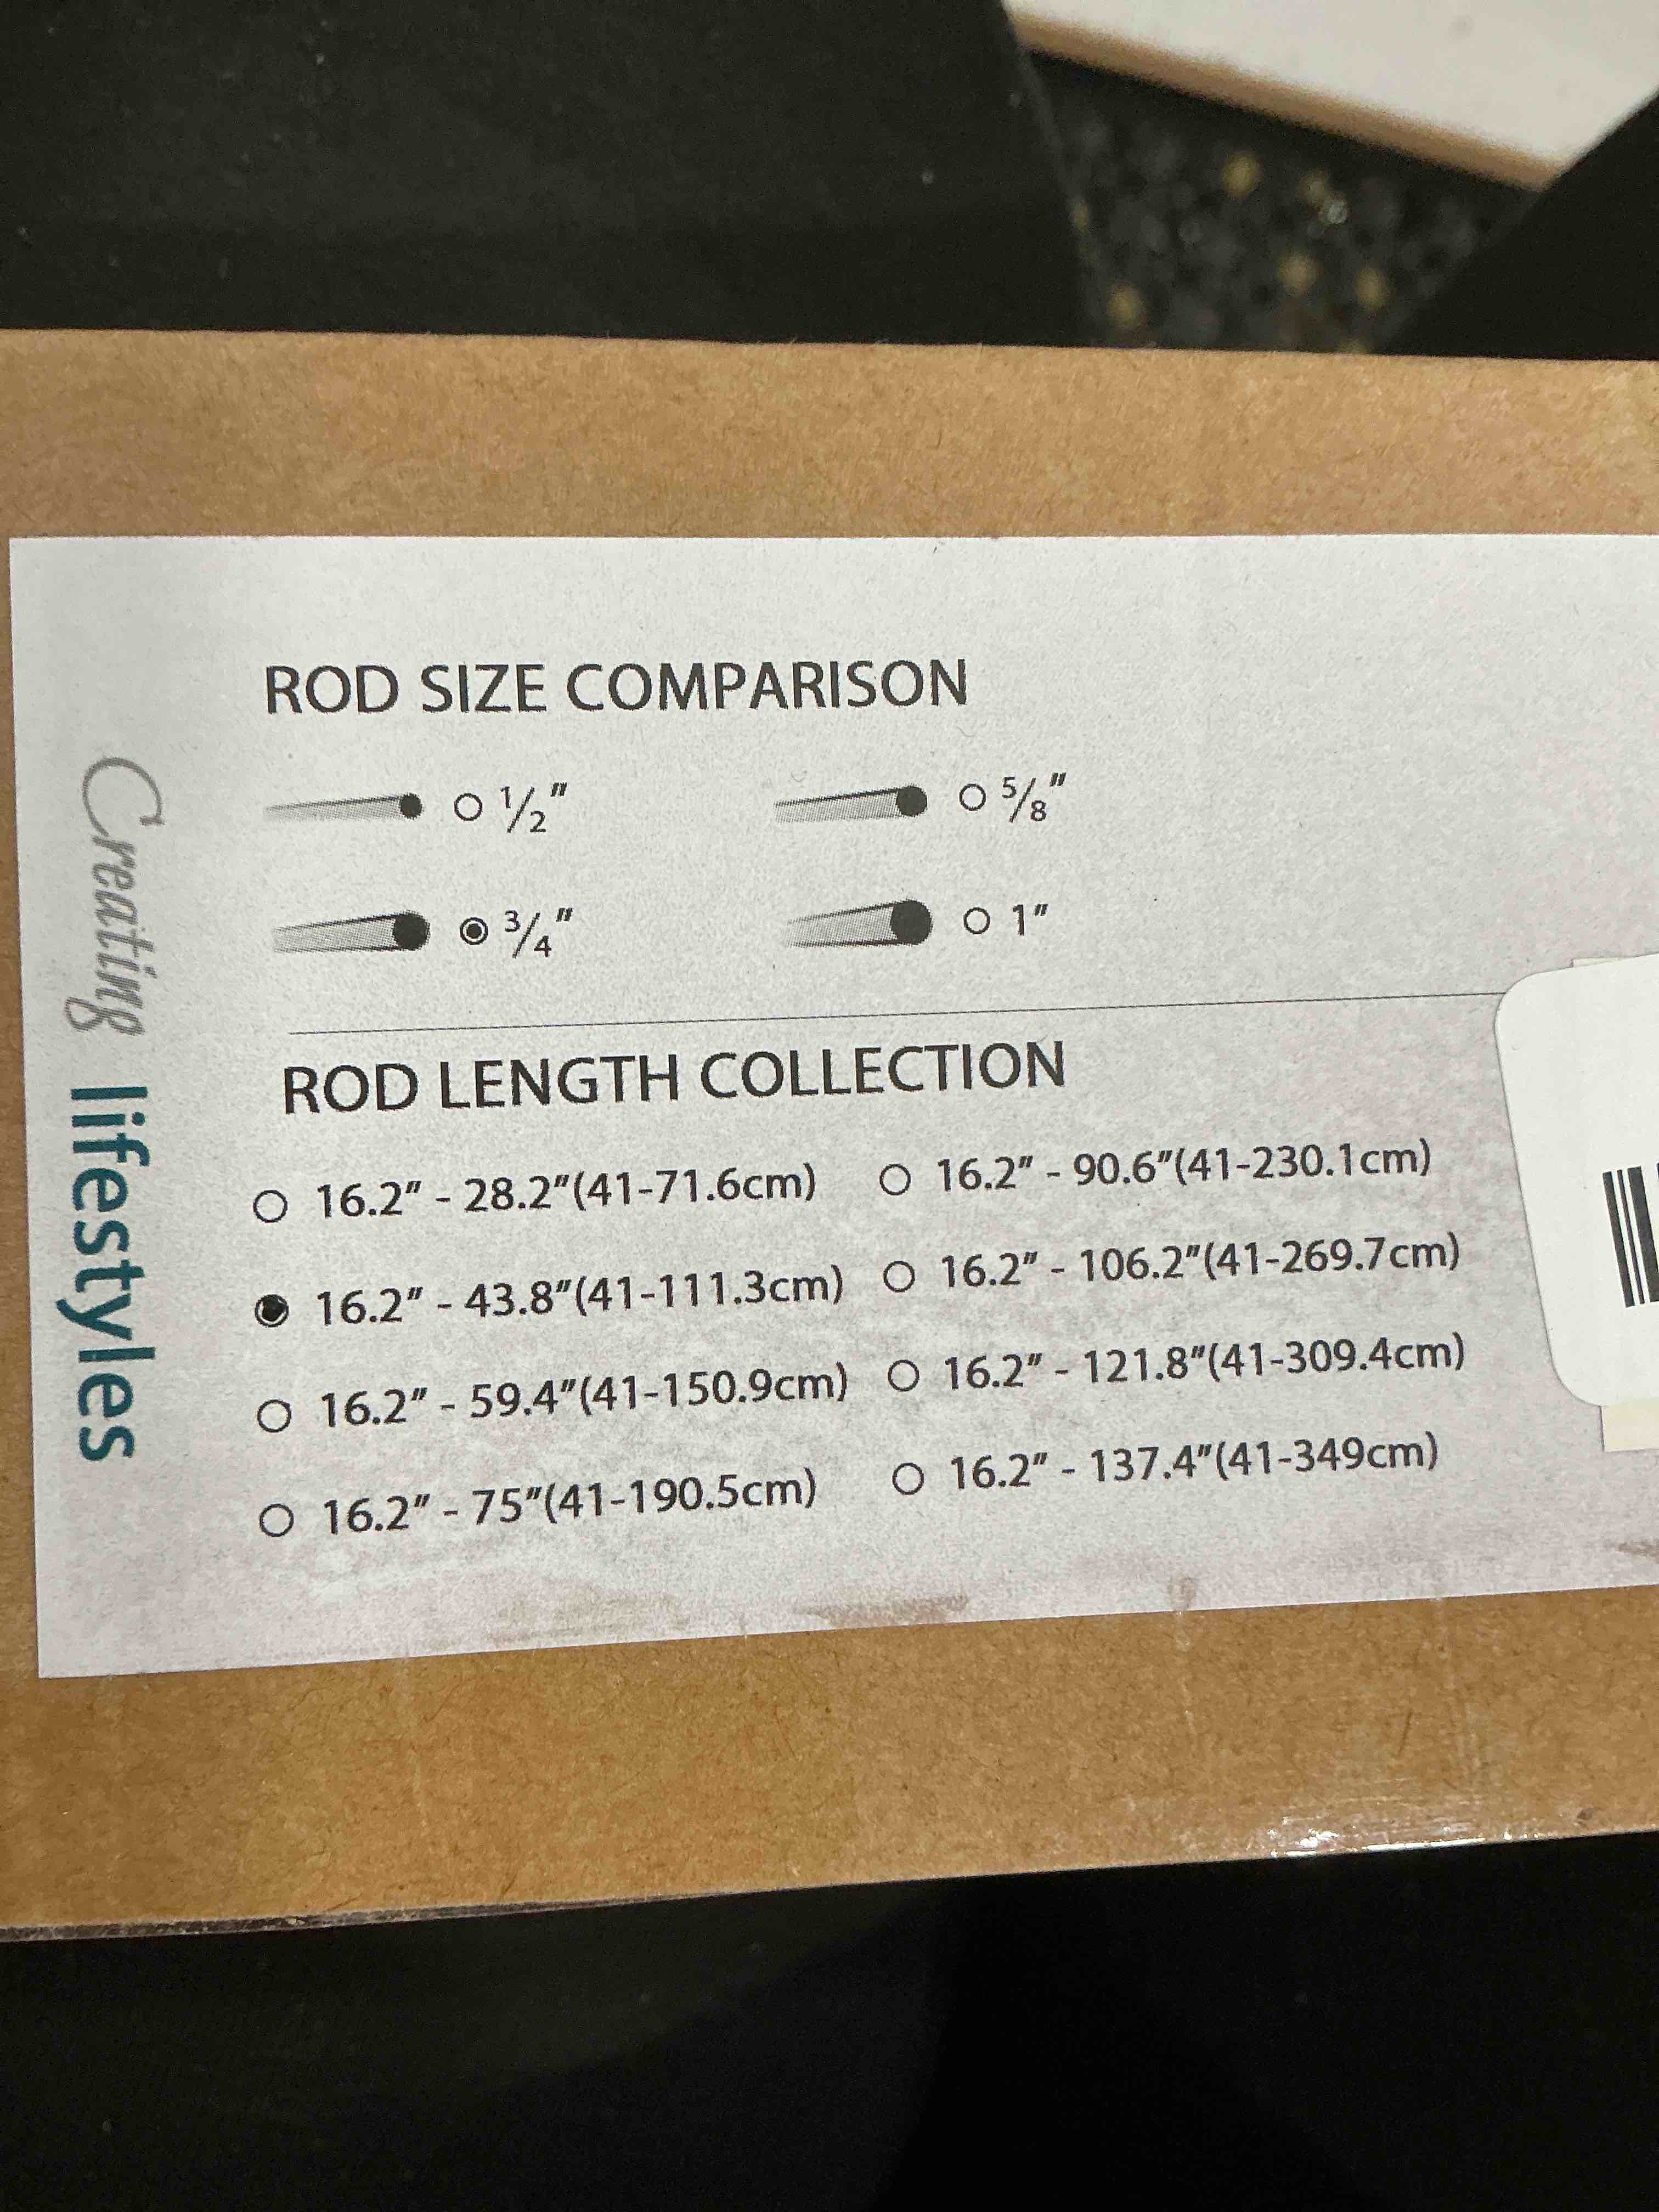 ROD SIZE COMPARISON
1/2"
5/8"
3/4"
1"
ROD LENGTH COLLECTION
16.2" - 28.2"(41-71.6cm)
16.2" - 90.6"(41-230.1cm)
16.2" - 43.8"(41-111.3cm)
16.2" - 106.2"(41-269.7cm)
16.2" - 59.4"(41-150.9cm)
16.2" - 121.8"(41-309.4cm)
16.2" - 75"(41-190.5cm)
16.2" - 137.4"(41-349cm)
Creating lifestyles